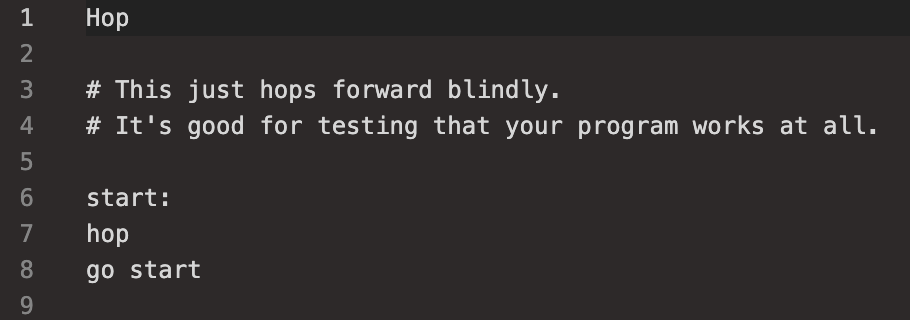 1 Hop
2
3 # This just hops forward blindly.
4 # It's good for testing that your program works at all.
5
6 start:
7 hop
8 go start
9